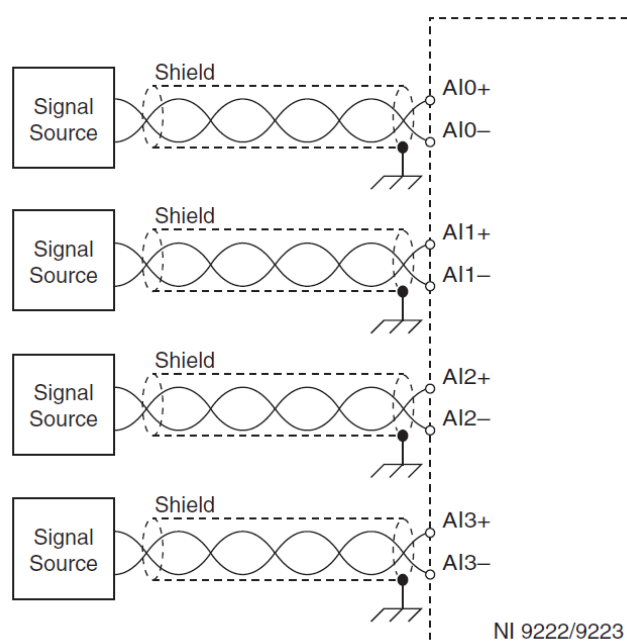 Shield
Signal
Source
AI0+
AI0–
Shield
Signal
Source
AI1+
AI1–
Shield
Signal
Source
AI2+
AI2–
Shield
Signal
Source
AI3+
AI3–
NI 9222/9223